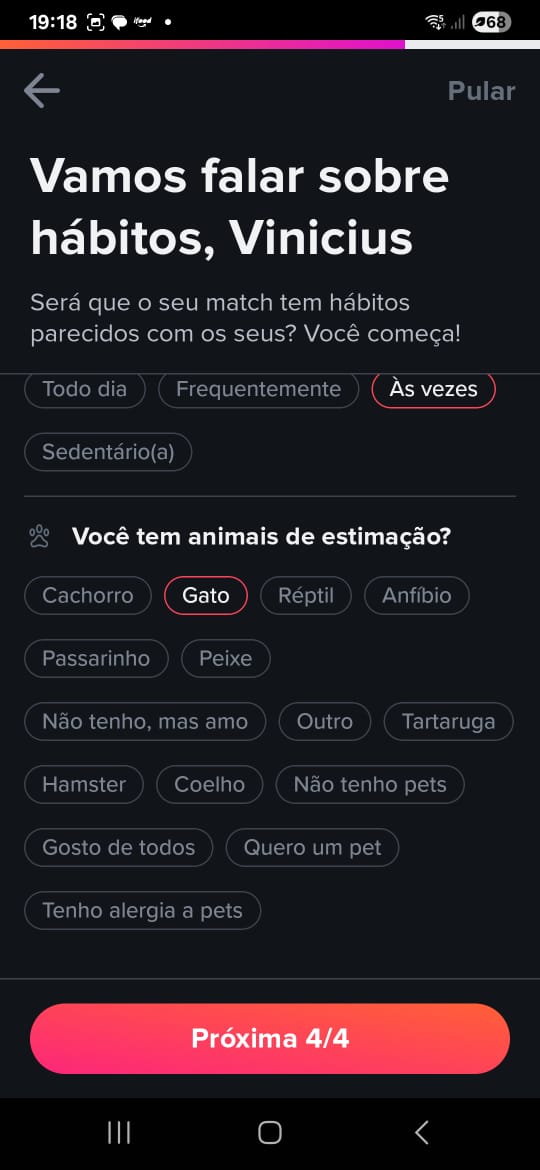 19:18 ifood 5 68
Pular
Vamos falar sobre
hábitos, Vinicius
Será que o seu match tem hábitos
parecidos com os seus? Você começa!
Todo dia Frequentemente Às vezes
Sedentário(a)
Você tem animais de estimação?
Cachorro Gato Réptil Anfíbio
Passarinho Peixe
Não tenho, mas amo Outro Tartaruga
Hamster Coelho Não tenho pets
Gosto de todos Quero um pet
Tenho alergia a pets
Próxima 4/4